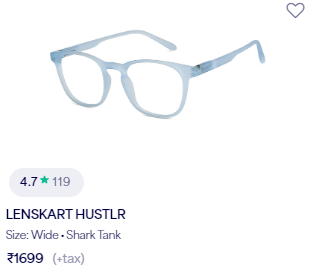 4.7 ★ 119
LENSKART HUSTLR
Size: Wide • Shark Tank
₹1699 (+tax)